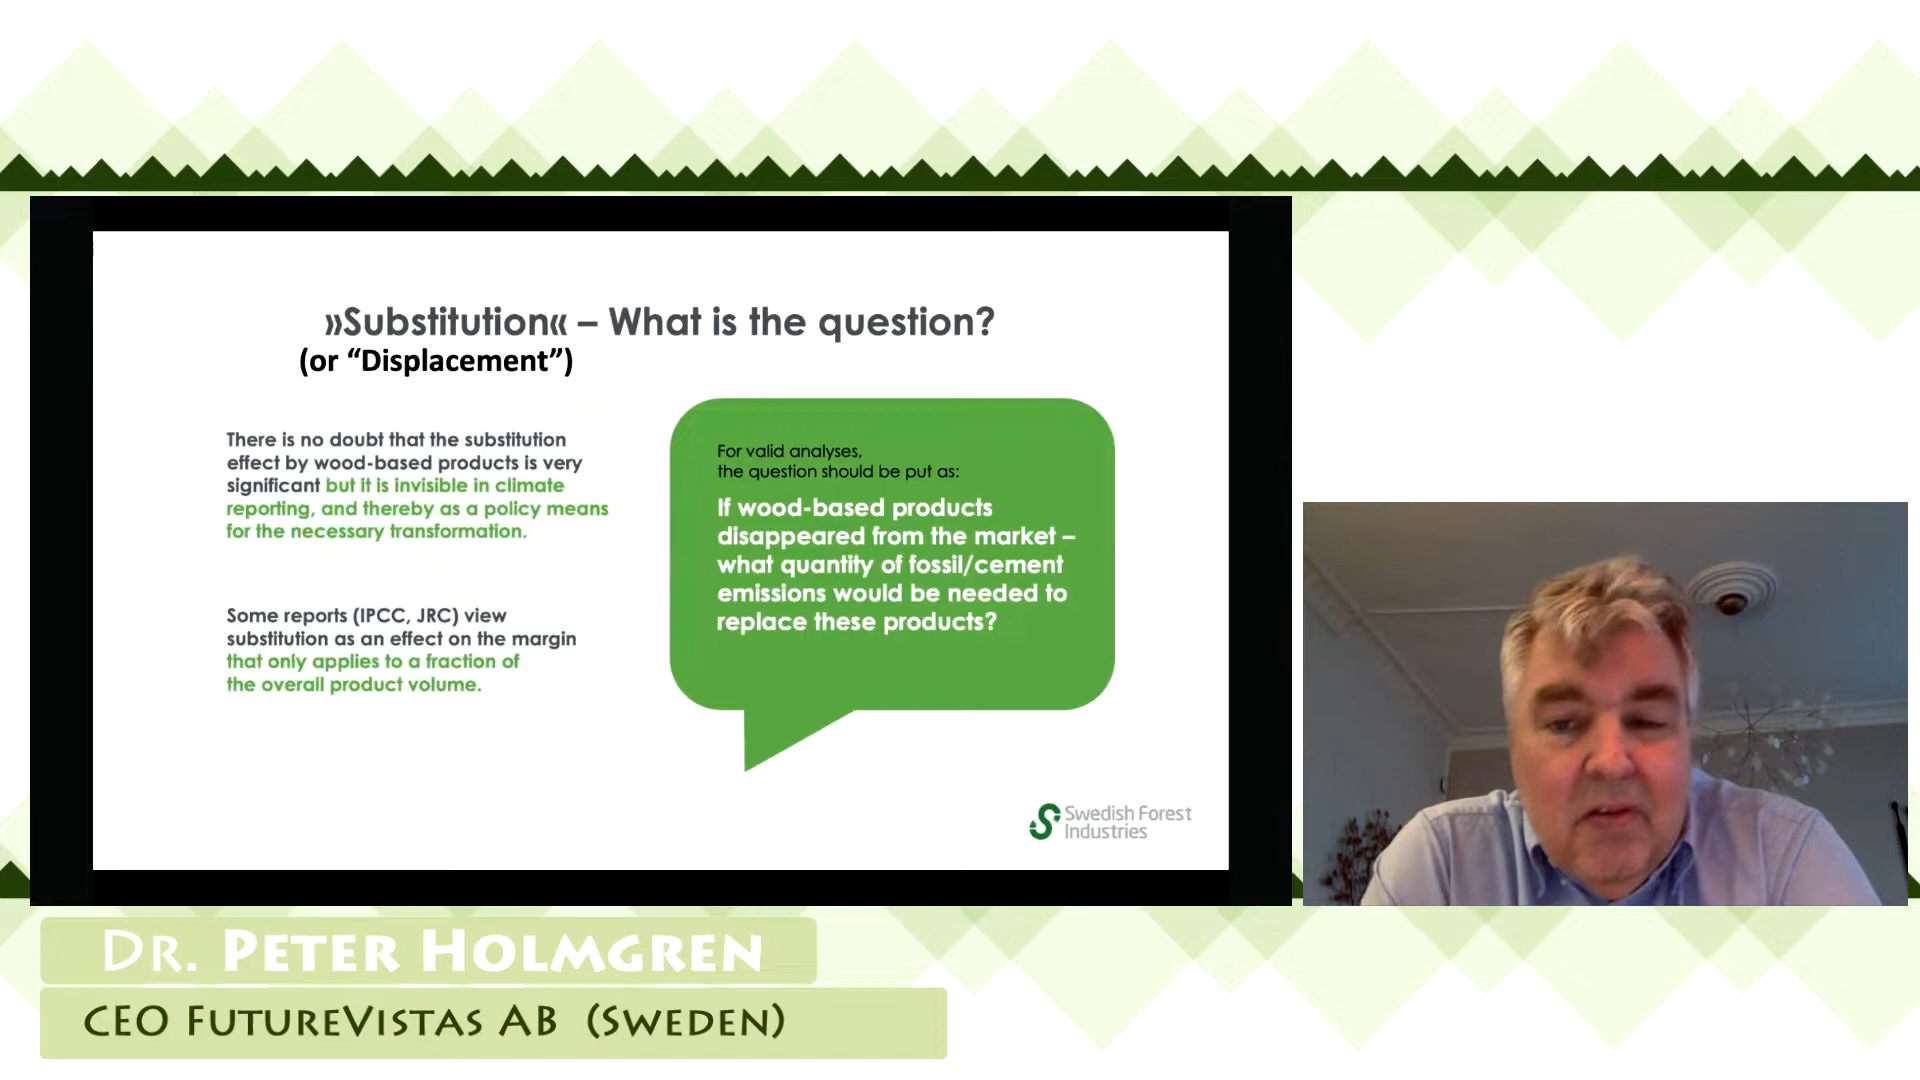 »Substitution« – What is the question?
(or “Displacement”)
There is no doubt that the substitution
effect by wood-based products is very
significant but it is invisible in climate
reporting, and thereby as a policy means
for the necessary transformation.
Some reports (IPCC, JRC) view
substitution as an effect on the margin
that only applies to a fraction of
the overall product volume.
For valid analyses,
the question should be put as:
If wood-based products
disappeared from the market –
what quantity of fossil/cement
emissions would be needed to
replace these products?
Swedish Forest
Industries
Dr. Peter Holmgren
CEO FutureVistas AB (Sweden)